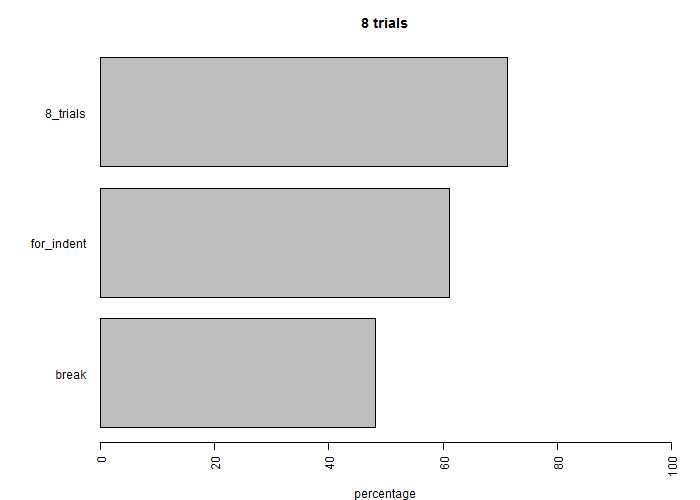 8 trials
8_trials
for_indent
break
0 20 40 60 80 100
percentage